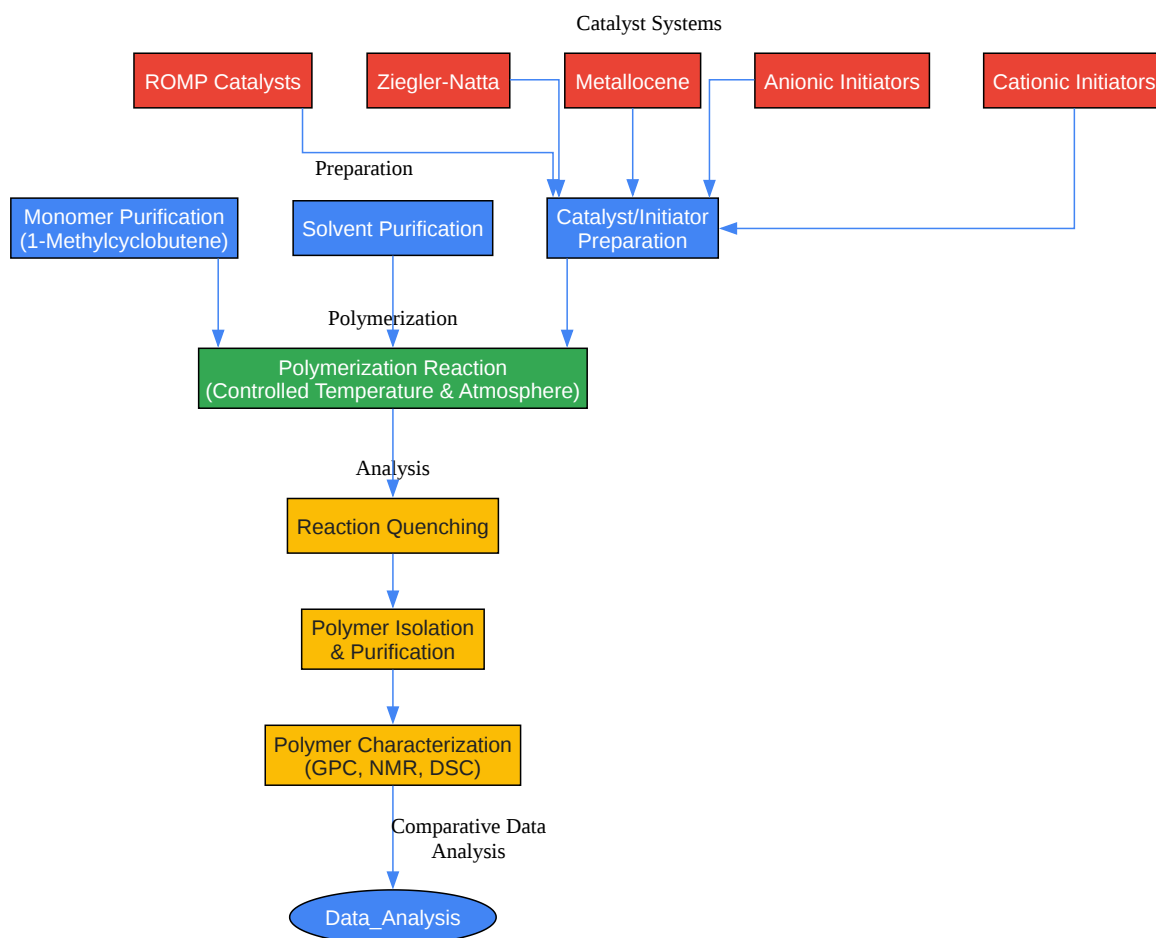 Catalyst Systems
ROMP Catalysts
Ziegler-Natta
Metallocene
Anionic Initiators
Cationic Initiators
Preparation
Monomer Purification
(1-Methylcyclobutene)
Solvent Purification
Catalyst/Initiator
Preparation
Polymerization
Polymerization Reaction
(Controlled Temperature & Atmosphere)
Analysis
Reaction Quenching
Polymer Isolation
& Purification
Polymer Characterization
(GPC, NMR, DSC)
Comparative Data
Analysis
Data_Analysis